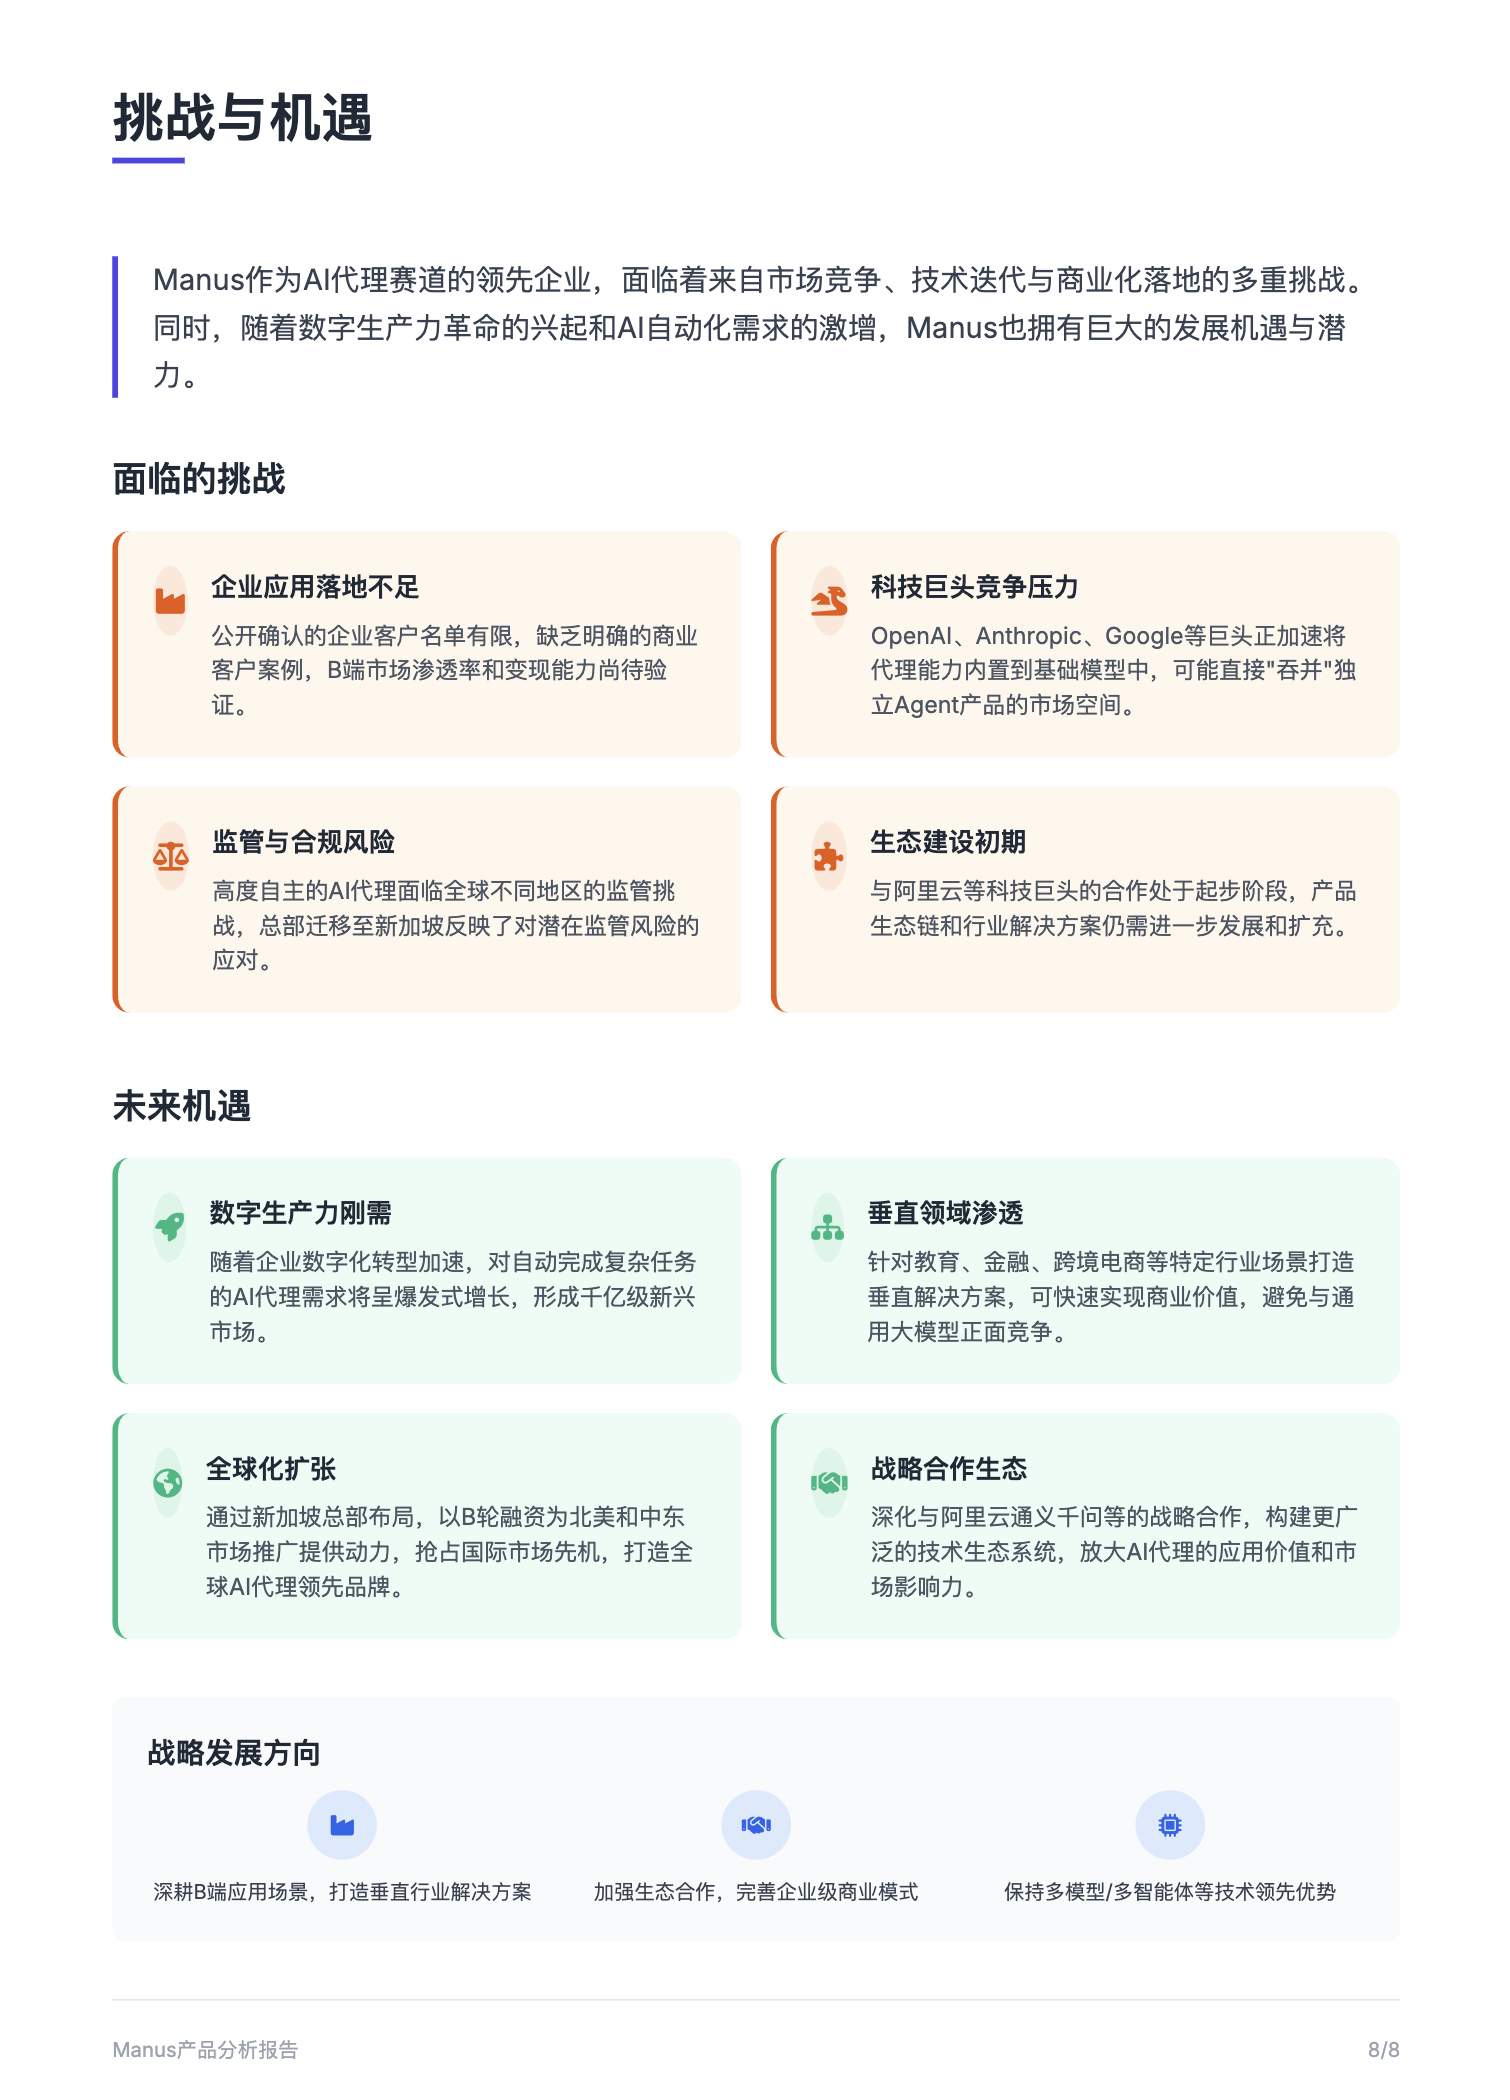 挑战与机遇
Manus作为AI代理赛道的领先企业，面临着来自市场竞争、技术迭代与商业化落地的多重挑战。
同时，随着数字生产力革命的兴起和AI自动化需求的激增，Manus也拥有巨大的发展机遇与潜
力。
面临的挑战
企业应用落地不足
公开确认的企业客户名单有限，缺乏明确的商业
客户案例，B端市场渗透率和变现能力尚待验
证。
科技巨头竞争压力
OpenAI、Anthropic、Google等巨头正加速将
代理能力内置到基础模型中，可能直接"吞并"独
立Agent产品的市场空间。
监管与合规风险
高度自主的AI代理面临全球不同地区的监管挑
战，总部迁移至新加坡反映了对潜在监管风险的
应对。
生态建设初期
与阿里云等科技巨头的合作处于起步阶段，产品
生态链和行业解决方案仍需进一步发展和扩充。
未来机遇
数字生产力刚需
随着企业数字化转型加速，对自动完成复杂任务
的AI代理需求将呈爆发式增长，形成千亿级新兴
市场。
垂直领域渗透
针对教育、金融、跨境电商等特定行业场景打造
垂直解决方案，可快速实现商业价值，避免与通
用大模型正面竞争。
全球化扩张
通过新加坡总部布局，以B轮融资为北美和中东
市场推广提供动力，抢占国际市场先机，打造全
球AI代理领先品牌。
战略合作生态
深化与阿里云通义千问等的战略合作，构建更广
泛的技术生态系统，放大AI代理的应用价值和市
场影响力。
战略发展方向
深耕B端应用场景，打造垂直行业解决方案
加强生态合作，完善企业级商业模式
保持多模型/多智能体等技术领先优势
Manus产品分析报告
8/8